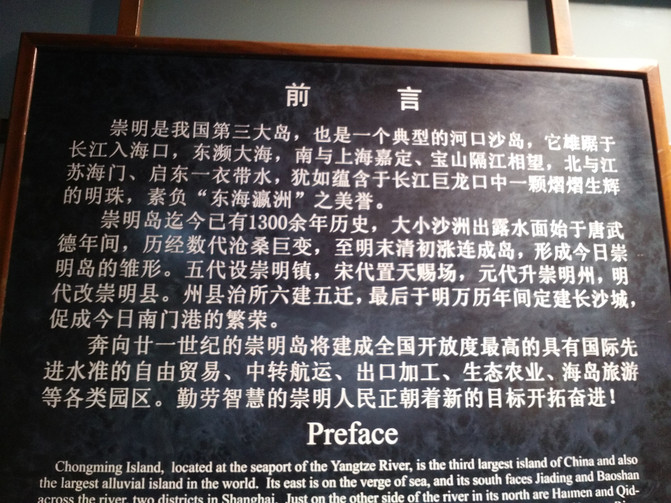 前 言
崇明是我国第三大岛，也是一个典型的河口沙岛，它雄踞于
长江入海口，东濒大海，南与上海嘉定、宝山隔江相望，北与江
苏海门、启东一衣带水，犹如蕴含于长江巨龙口中一颗熠熠生辉
的明珠，素负“东海瀛洲”之美誉。
崇明岛迄今已有1300余年历史，大小沙洲出露水面始于唐武
德年间，历经数代沧桑巨变，至明末清初涨连成岛，形成今日崇
明岛的雏形。五代设崇明镇，宋代置天赐场，元代升崇明州，明
代改崇明县。州县治所六建五迁，最后于明万历年间定建长沙城，
促成今日南门港的繁荣。
奔向廿一世纪的崇明岛将建成全国开放度最高的具有国际先
进水准的自由贸易、中转航运、出口加工、生态农业、海岛旅游
等各类园区。勤劳智慧的崇明人民正朝着新的目标开拓奋进！
Preface
Chongming Island, located at the seaport of the Yangtze River, is the third largest island of China and also
the largest alluvial island in the world. Its east is on the verge of sea, and its south faces Jiading and Baoshan
across the river, two districts in Shanghai. Just on the other side of the river in its north are Haimen and Qid-